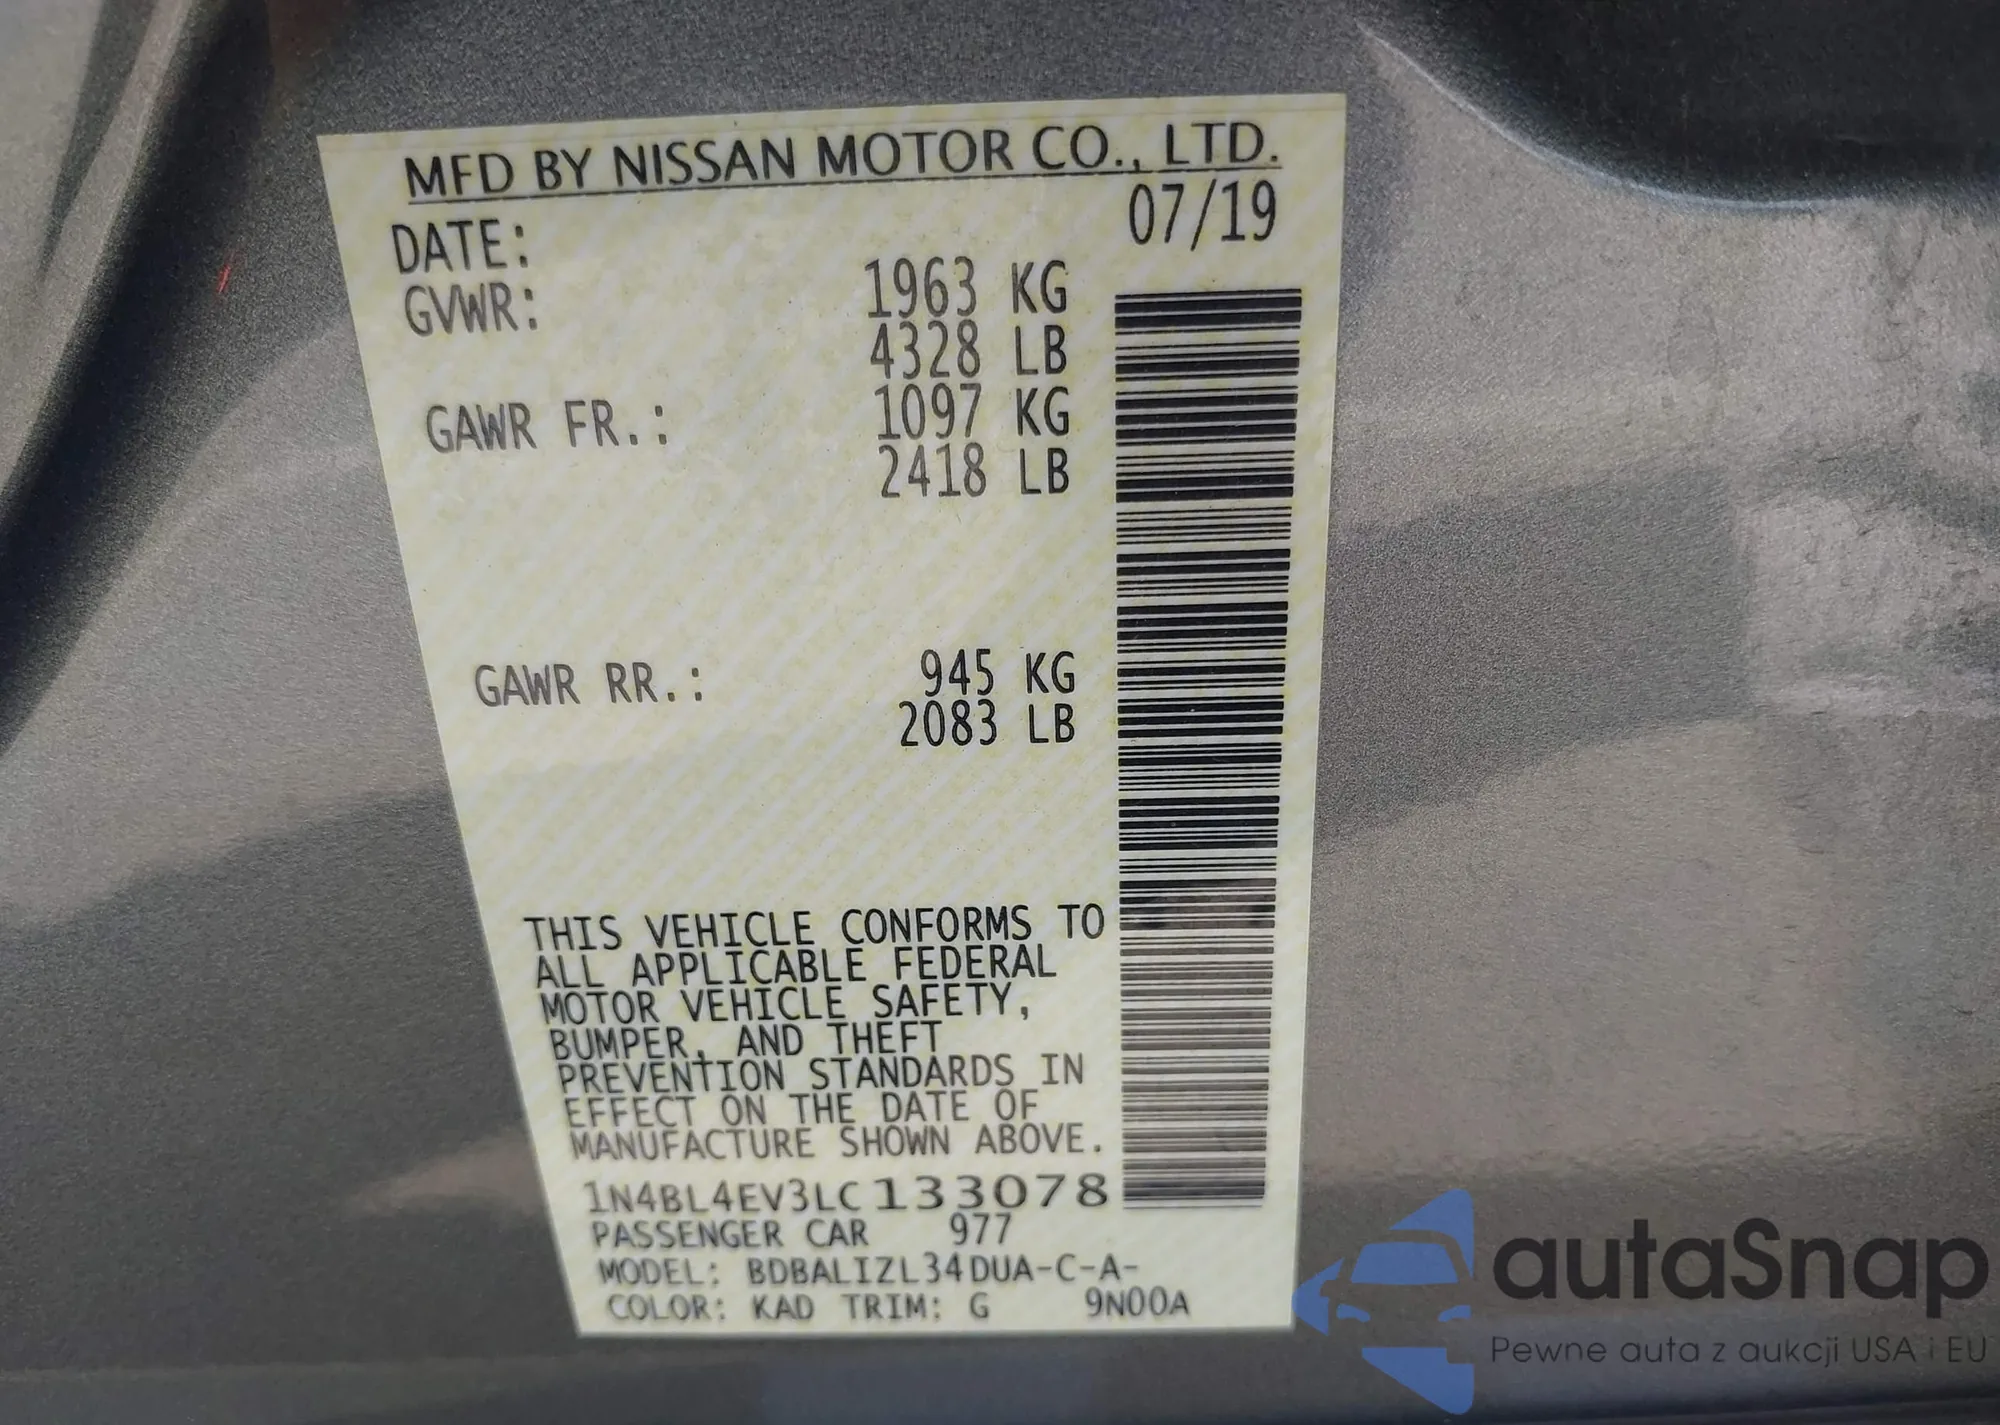 MFD BY NISSAN MOTOR CO., LTD.
DATE: 07/19
GVWR: 1963 KG
4328 LB
GAWR FR.: 1097 KG
2418 LB
GAWR RR.: 945 KG
2083 LB
THIS VEHICLE CONFORMS TO
ALL APPLICABLE FEDERAL
MOTOR VEHICLE SAFETY,
BUMPER, AND THEFT
PREVENTION STANDARDS IN
EFFECT ON THE DATE OF
MANUFACTURE SHOWN ABOVE.
1N4BL4EV3LC133078
PASSENGER CAR 977
MODEL: BDBALIZL34DUA-C-A-
COLOR: KAD TRIM: G 9N00A
autaSnap
Pewne auta z aukcji USA i EU